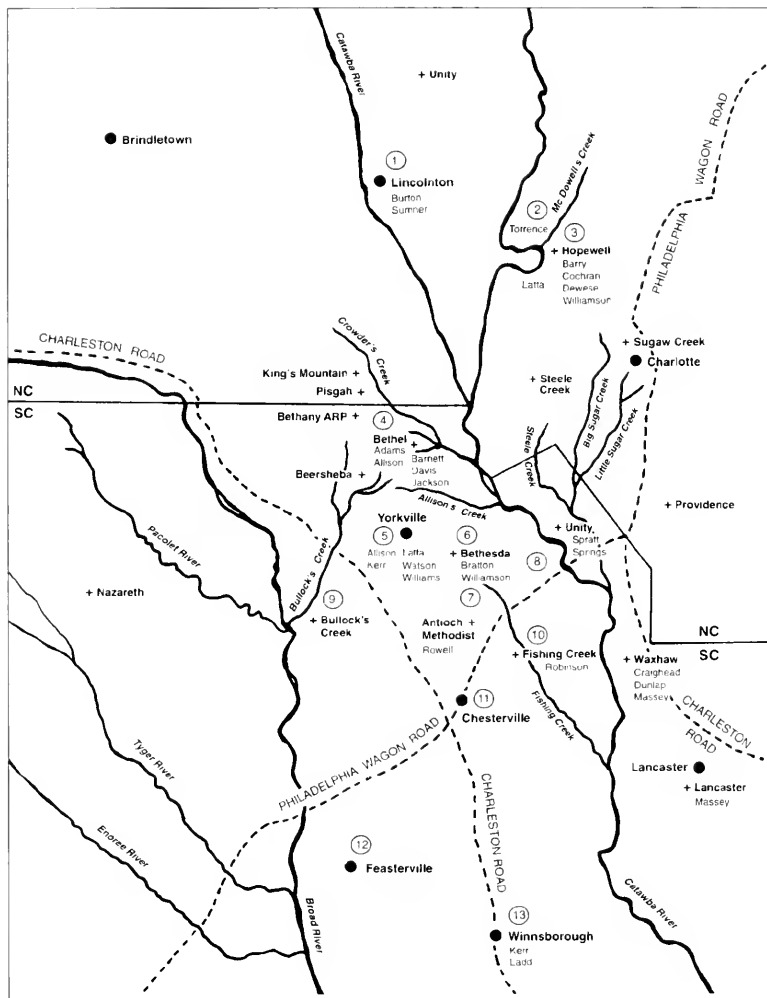 Catawba River
+ Unity
Brindletown
PHILADELPHIA WAGON ROAD
1
Lincolnton
Burton
Sumner
Mc Dowell's Creek
2
Torrence
3
+ Hopewell
Barry
Cochran
Dewese
Williamson
Latta
CHARLESTON ROAD
Crowder's Creek
+ Sugaw Creek
Charlotte
King's Mountain +
Pisgah +
+ Steele
Creek
Big Sugar Creek
Little Sugar Creek
NC
SC
Bethany ARP +
4
Bethel +
Adams
Allison
Barnett
Davis
Jackson
Steele Creek
Beersheba +
Allison's Creek
+ Providence
Pacolet River
Bullock's Creek
Yorkville
5
Allison
Kerr
Latta
Watson
Williams
6
+ Bethesda
Bratton
Williamson
8
+ Unity
Spratt
Springs
+ Nazareth
9
+ Bullock's
Creek
7
Antioch +
Methodist
Rowell
10
+ Fishing Creek
Robinson
NC
SC
+ Waxhaw
Craighead
Dunlap
Massey
11
Chesterville
Fishing Creek
CHARLESTON
ROAD
Tyger River
PHILADELPHIA WAGON ROAD
Lancaster
+ Lancaster
Massey
Enoree River
CHARLESTON ROAD
12
Feasterville
Broad River
Catawba River
13
Winnsborough
Kerr
Ladd